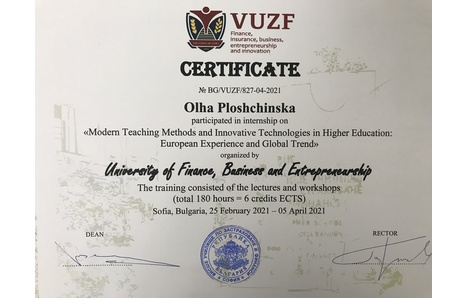 VUZF
Finance,
insurance, business,
entrepreneurship
and innovation
CERTIFICATE
№ BG/VUZF/827-04-2021
Olha Ploshchinska
participated in internship on
«Modern Teaching Methods and Innovative Technologies in Higher Education:
European Experience and Global Trend»
organized by
University of Finance, Business and Entrepreneurship
The training consisted of the lectures and workshops
(total 180 hours = 6 credits ECTS)
Sofia, Bulgaria, 25 February 2021 – 05 April 2021
DEAN
RECTOR
РЕПУБЛИКА
БЪЛГАРИЯ